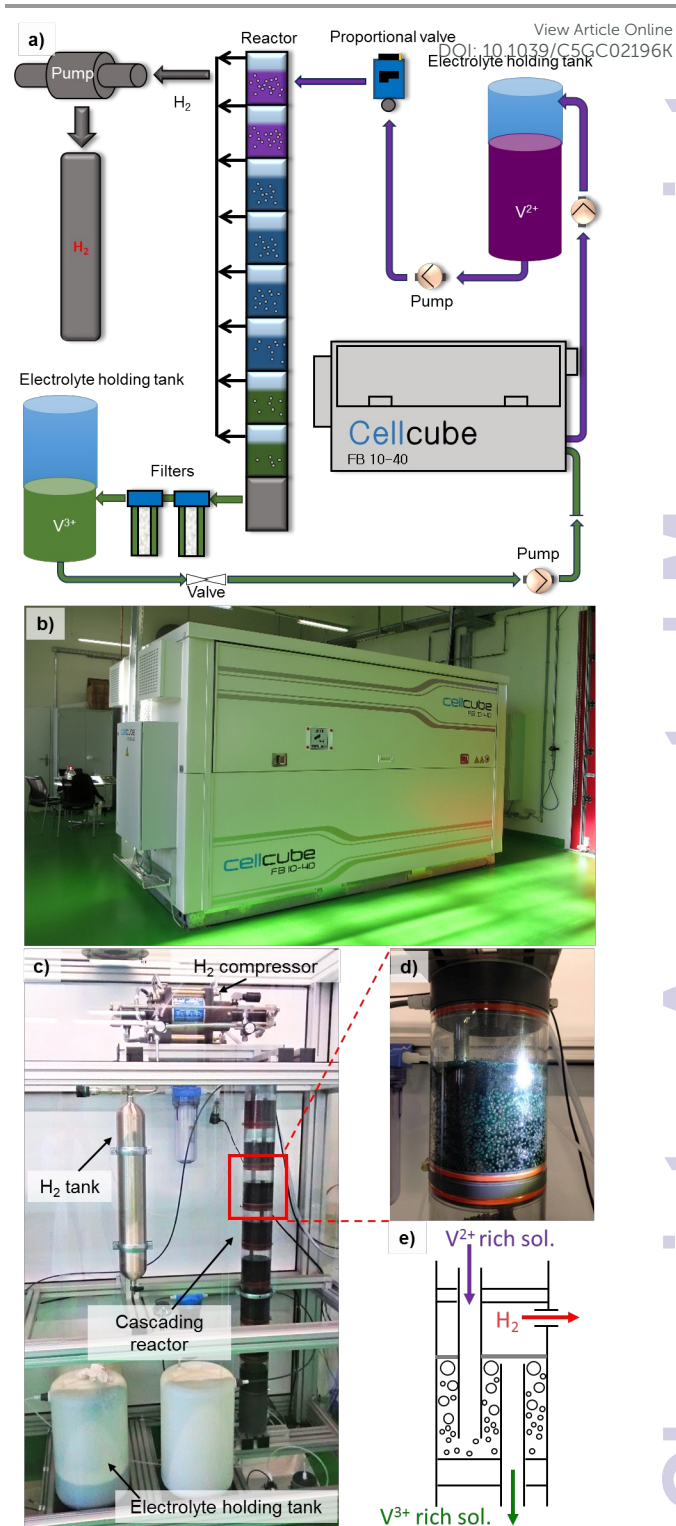 View Article Online
DOI: 10.1039/C5GC02196K
a)
Reactor
Proportional valve
Electrolyte holding tank
Pump
H2
H2
V2+
Pump
Electrolyte holding tank
Cellcube
FB 10-40
Filters
V3+
Valve
Pump
b)
cellcube
FB 10-40
cellcube
cellcube
FB 10-40
c)
H2 compressor
d)
H2 tank
Cascading
reactor
Electrolyte holding tank
e)
V2+ rich sol.
H2
V3+ rich sol.